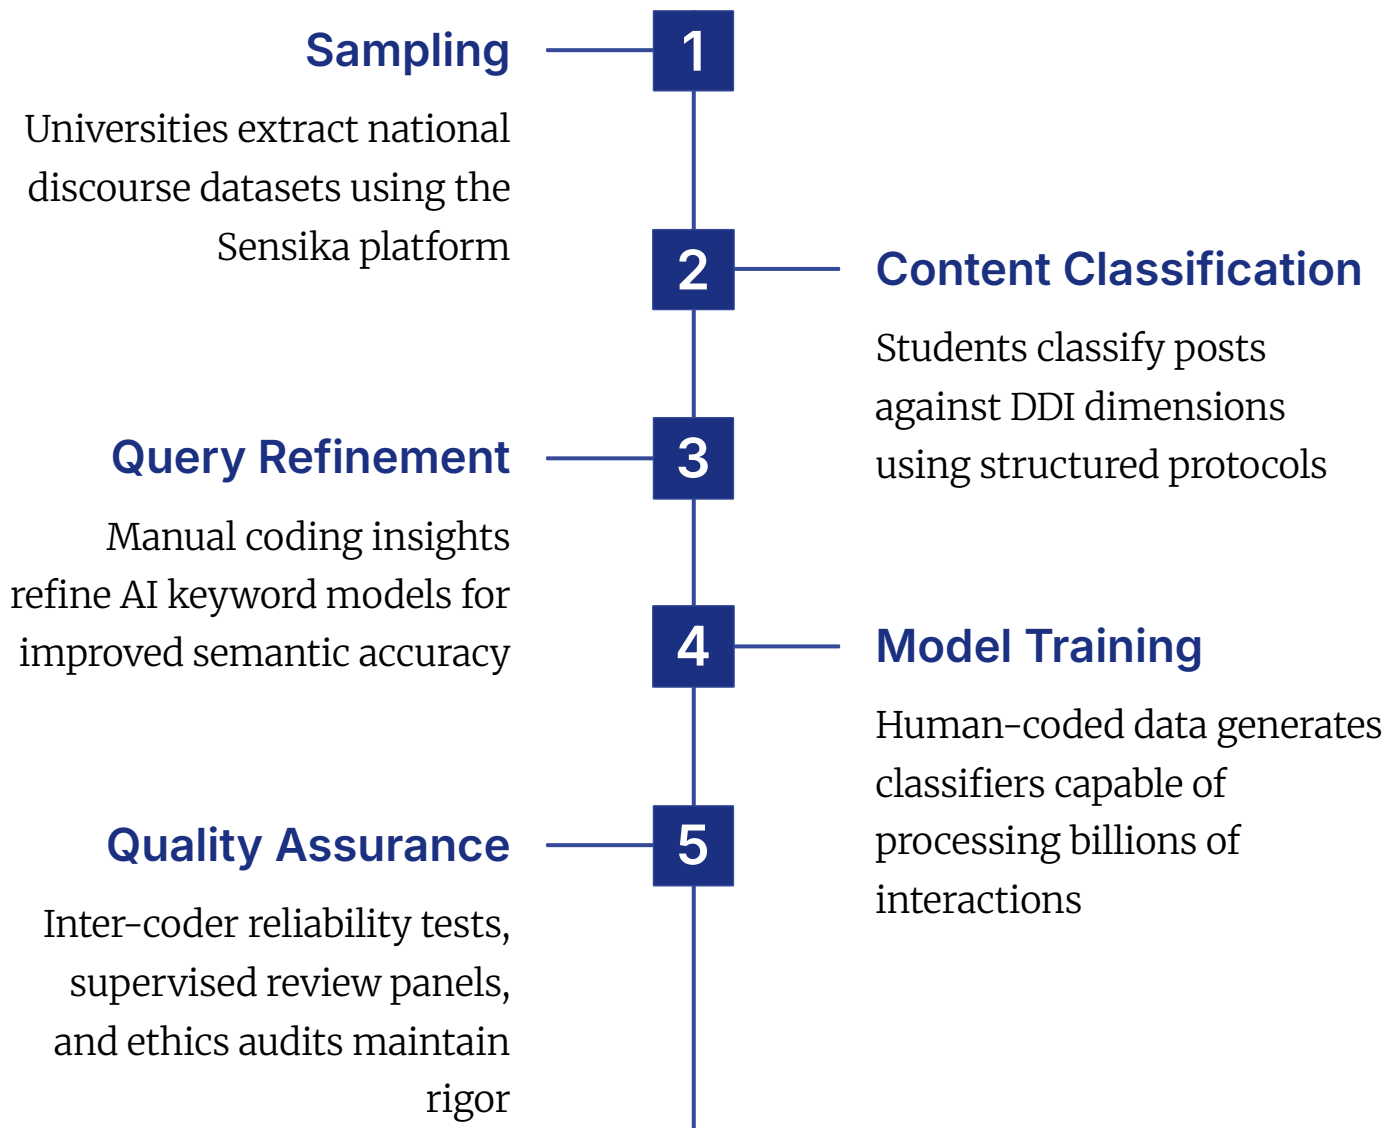 Sampling
1
Universities extract national
discourse datasets using the
Sensika platform
2
Content Classification
Students classify posts
against DDI dimensions
using structured protocols
Query Refinement
3
Manual coding insights
refine AI keyword models for
improved semantic accuracy
4
Model Training
Human-coded data generates
classifiers capable of
processing billions of
interactions
Quality Assurance
5
Inter-coder reliability tests,
supervised review panels,
and ethics audits maintain
rigor